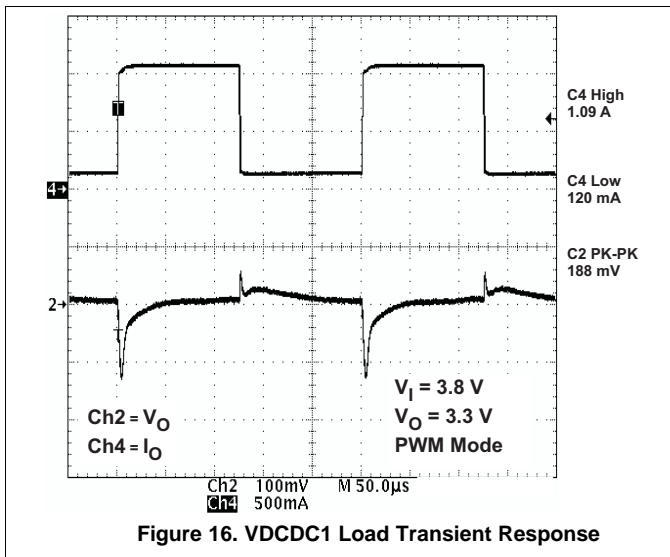 T
C4 High
1.09 A
4
C4 Low
120 mA
C2 PK-PK
188 mV
2
Ch2 = VO
Ch4 = IO
VI = 3.8 V
VO = 3.3 V
PWM Mode
Ch2 100mV M 50.0µs
Ch4 500mA
Figure 16. VDCDC1 Load Transient Response